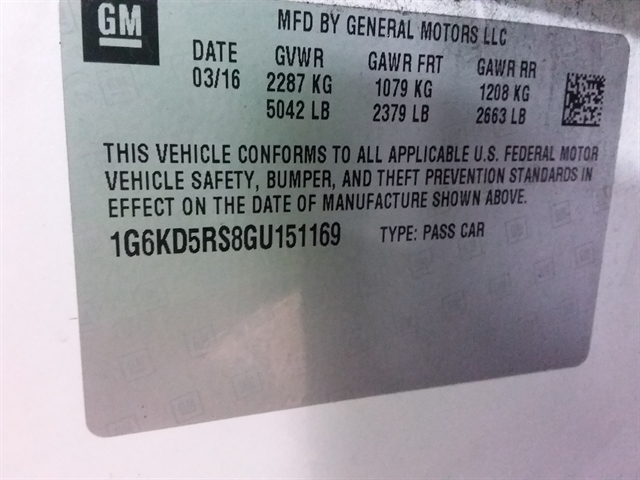 GM
MFD BY GENERAL MOTORS LLC
DATE GVWR GAWR FRT GAWR RR
03/16 2287 KG 1079 KG 1208 KG
5042 LB 2379 LB 2663 LB
THIS VEHICLE CONFORMS TO ALL APPLICABLE U.S. FEDERAL MOTOR
VEHICLE SAFETY, BUMPER, AND THEFT PREVENTION STANDARDS IN
EFFECT ON THE DATE OF MANUFACTURE SHOWN ABOVE.
1G6KD5RS8GU151169 TYPE: PASS CAR